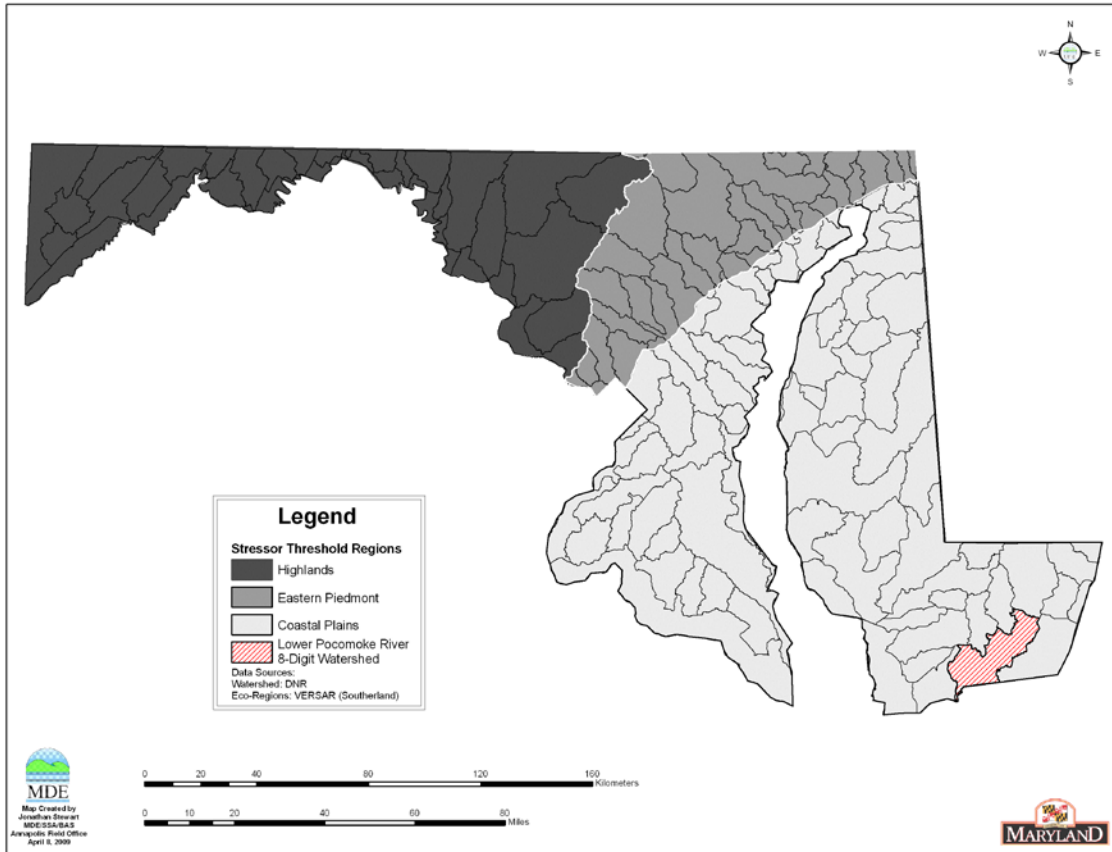 N
W
E
S
Legend
Stressor Threshold Regions
Highlands
Eastern Piedmont
Coastal Plains
Lower Pocomoke River
8-Digit Watershed
Data Sources:
Watershed: DNR
Eco-Regions: VERSAR (Southerland)
MDE
Map Created by
Jonathan Stewart
MDE/SSA/BAS
Annapolis Field Office
April 8, 2009
0 20 40 80 120 160
Kilometers
0 10 20 40 60 80
Miles
MARYLAND